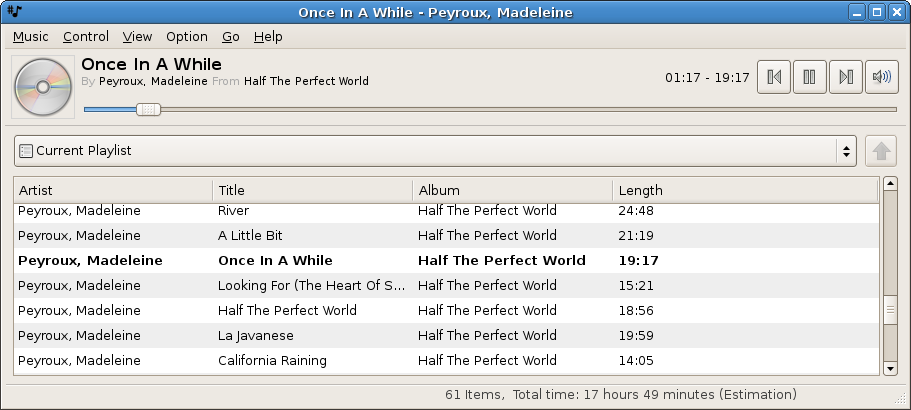 Once In A While - Peyroux, Madeleine
Music Control View Option Go Help
Once In A While
By Peyroux, Madeleine From Half The Perfect World
01:17 - 19:17
Current Playlist
Artist Title Album Length
Peyroux, Madeleine River Half The Perfect World 24:48
Peyroux, Madeleine A Little Bit Half The Perfect World 21:19
Peyroux, Madeleine Once In A While Half The Perfect World 19:17
Peyroux, Madeleine Looking For (The Heart Of S... Half The Perfect World 15:21
Peyroux, Madeleine Half The Perfect World Half The Perfect World 18:56
Peyroux, Madeleine La Javanese Half The Perfect World 19:59
Peyroux, Madeleine California Raining Half The Perfect World 14:05
61 Items, Total time: 17 hours 49 minutes (Estimation)